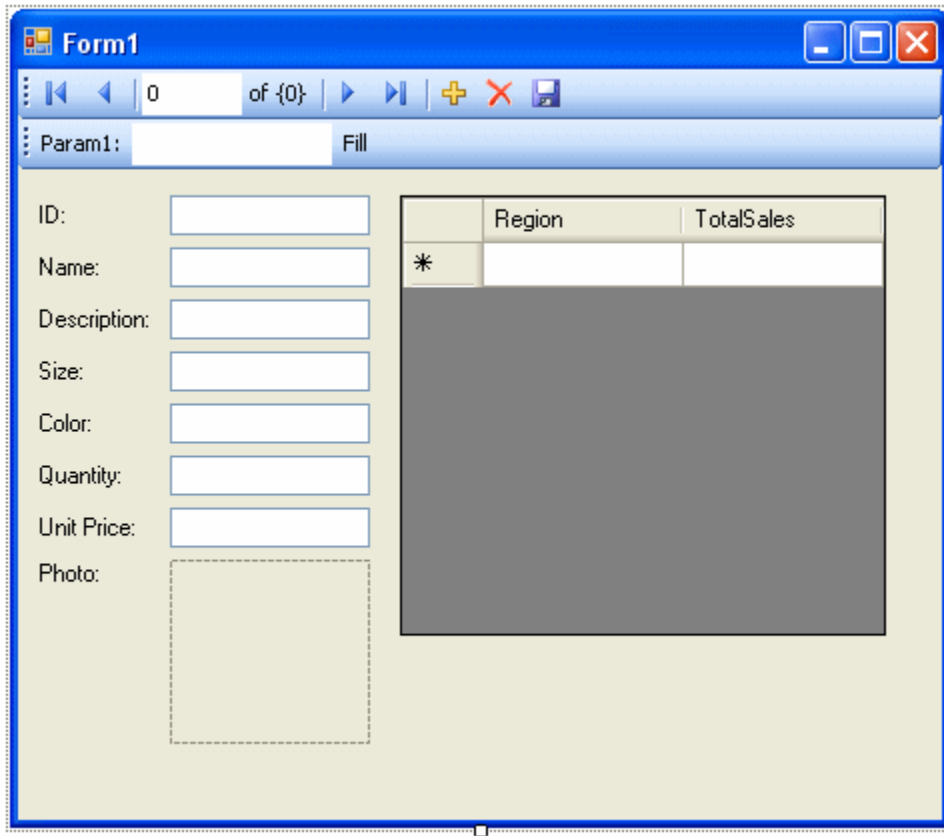 Form1
0 of {0}
Param1: Fill
ID:
Name:
Description:
Size:
Color:
Quantity:
Unit Price:
Photo:
Region TotalSales